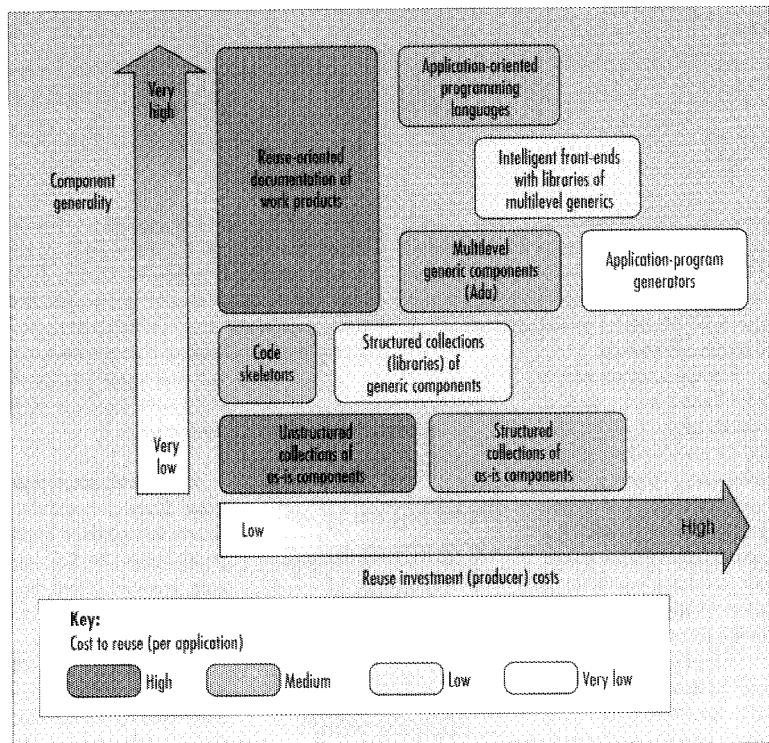 Very
high
Component
generality
Very
low
Reuse-oriented
documentation of
work products
Application-oriented
programming
languages
Intelligent front-ends
with libraries of
multilevel generics
Multilevel
generic components
(Ada)
Application-program
generators
Code
skeletons
Structured collections
(libraries) of
generic components
Unstructured
collections of
as-is components
Structured
collections of
as-is components
Low
High
Reuse investment (producer) costs
Key:
Cost to reuse (per application)
High
Medium
Low
Very low